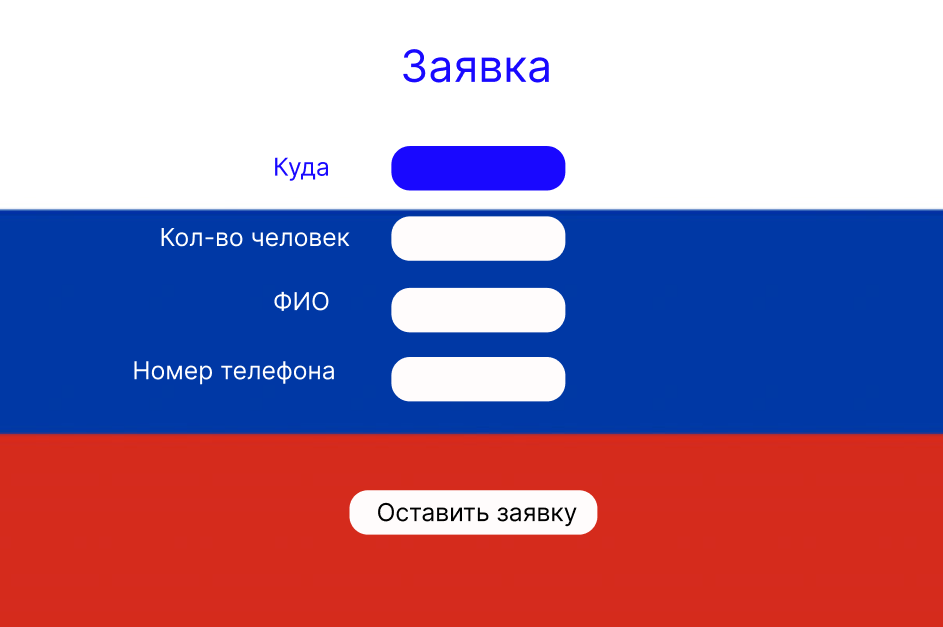 Заявка
Куда
Кол-во человек
ФИО
Номер телефона
Оставить заявку